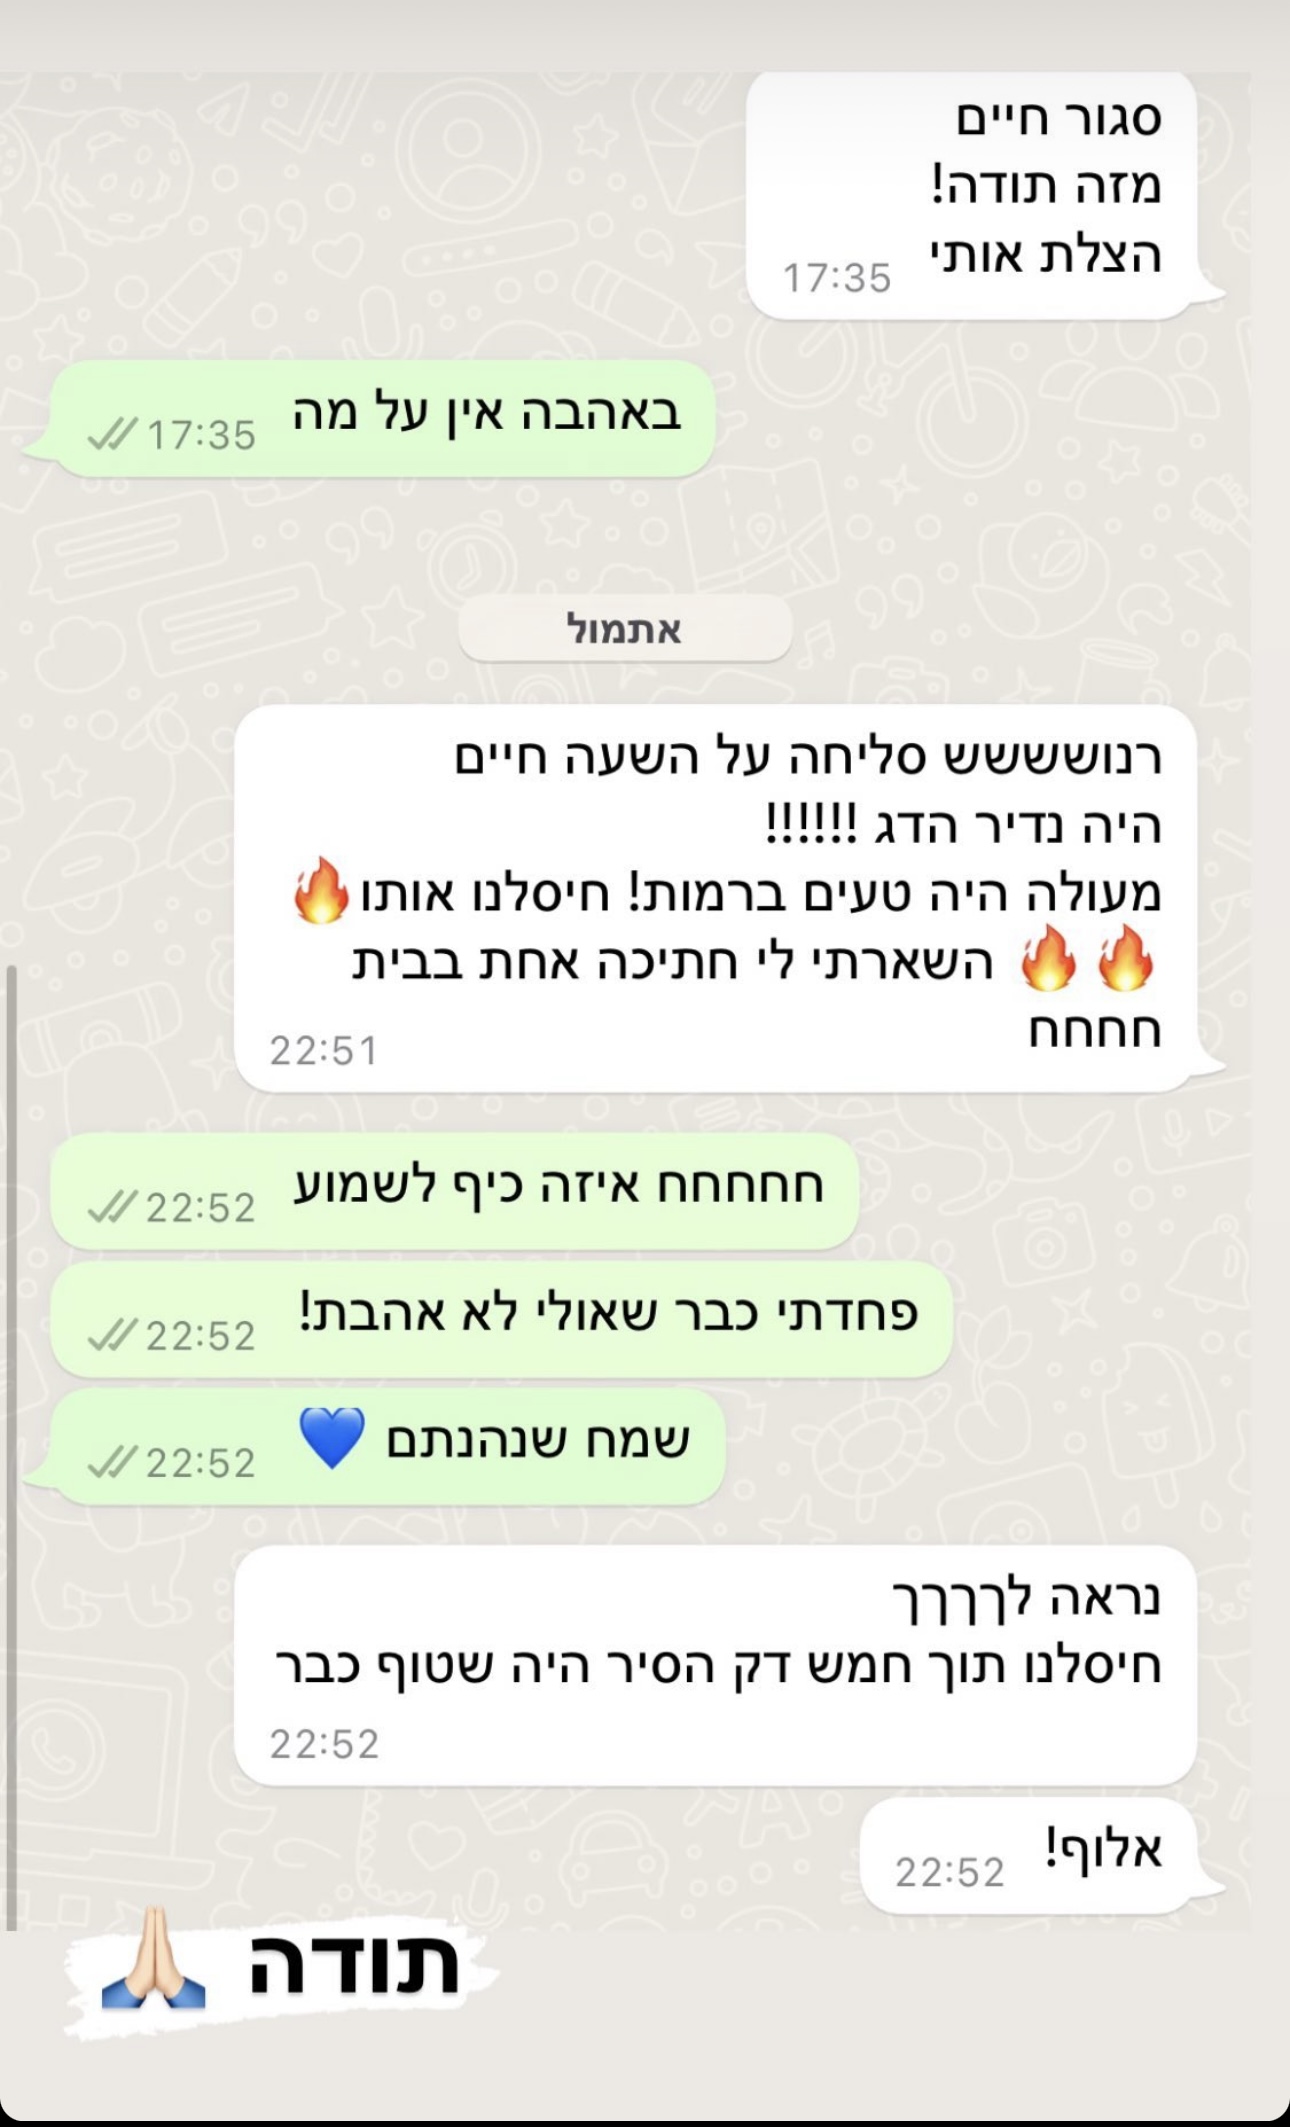 סגור חיים
מזה תודה!
הצלת אותי
17:35
באהבה אין על מה
17:35
אתמול
רנוששששש סליחה על השעה חיים
היה נדיר הדג !!!!!!
מעולה היה טעים ברמות! חיסלנו אותו🔥
🔥🔥 השארתי לי חתיכה אחת בבית
חחחח
22:51
חחחחח איזה כיף לשמוע
22:52
פחדתי כבר שאולי לא אהבת!
22:52
שמח שנהנתם 💙
22:52
נראה לךךךך
חיסלנו תוך חמש דק הסיר היה שטוף כבר
22:52
אלוף!
22:52
תודה 🙏🏻